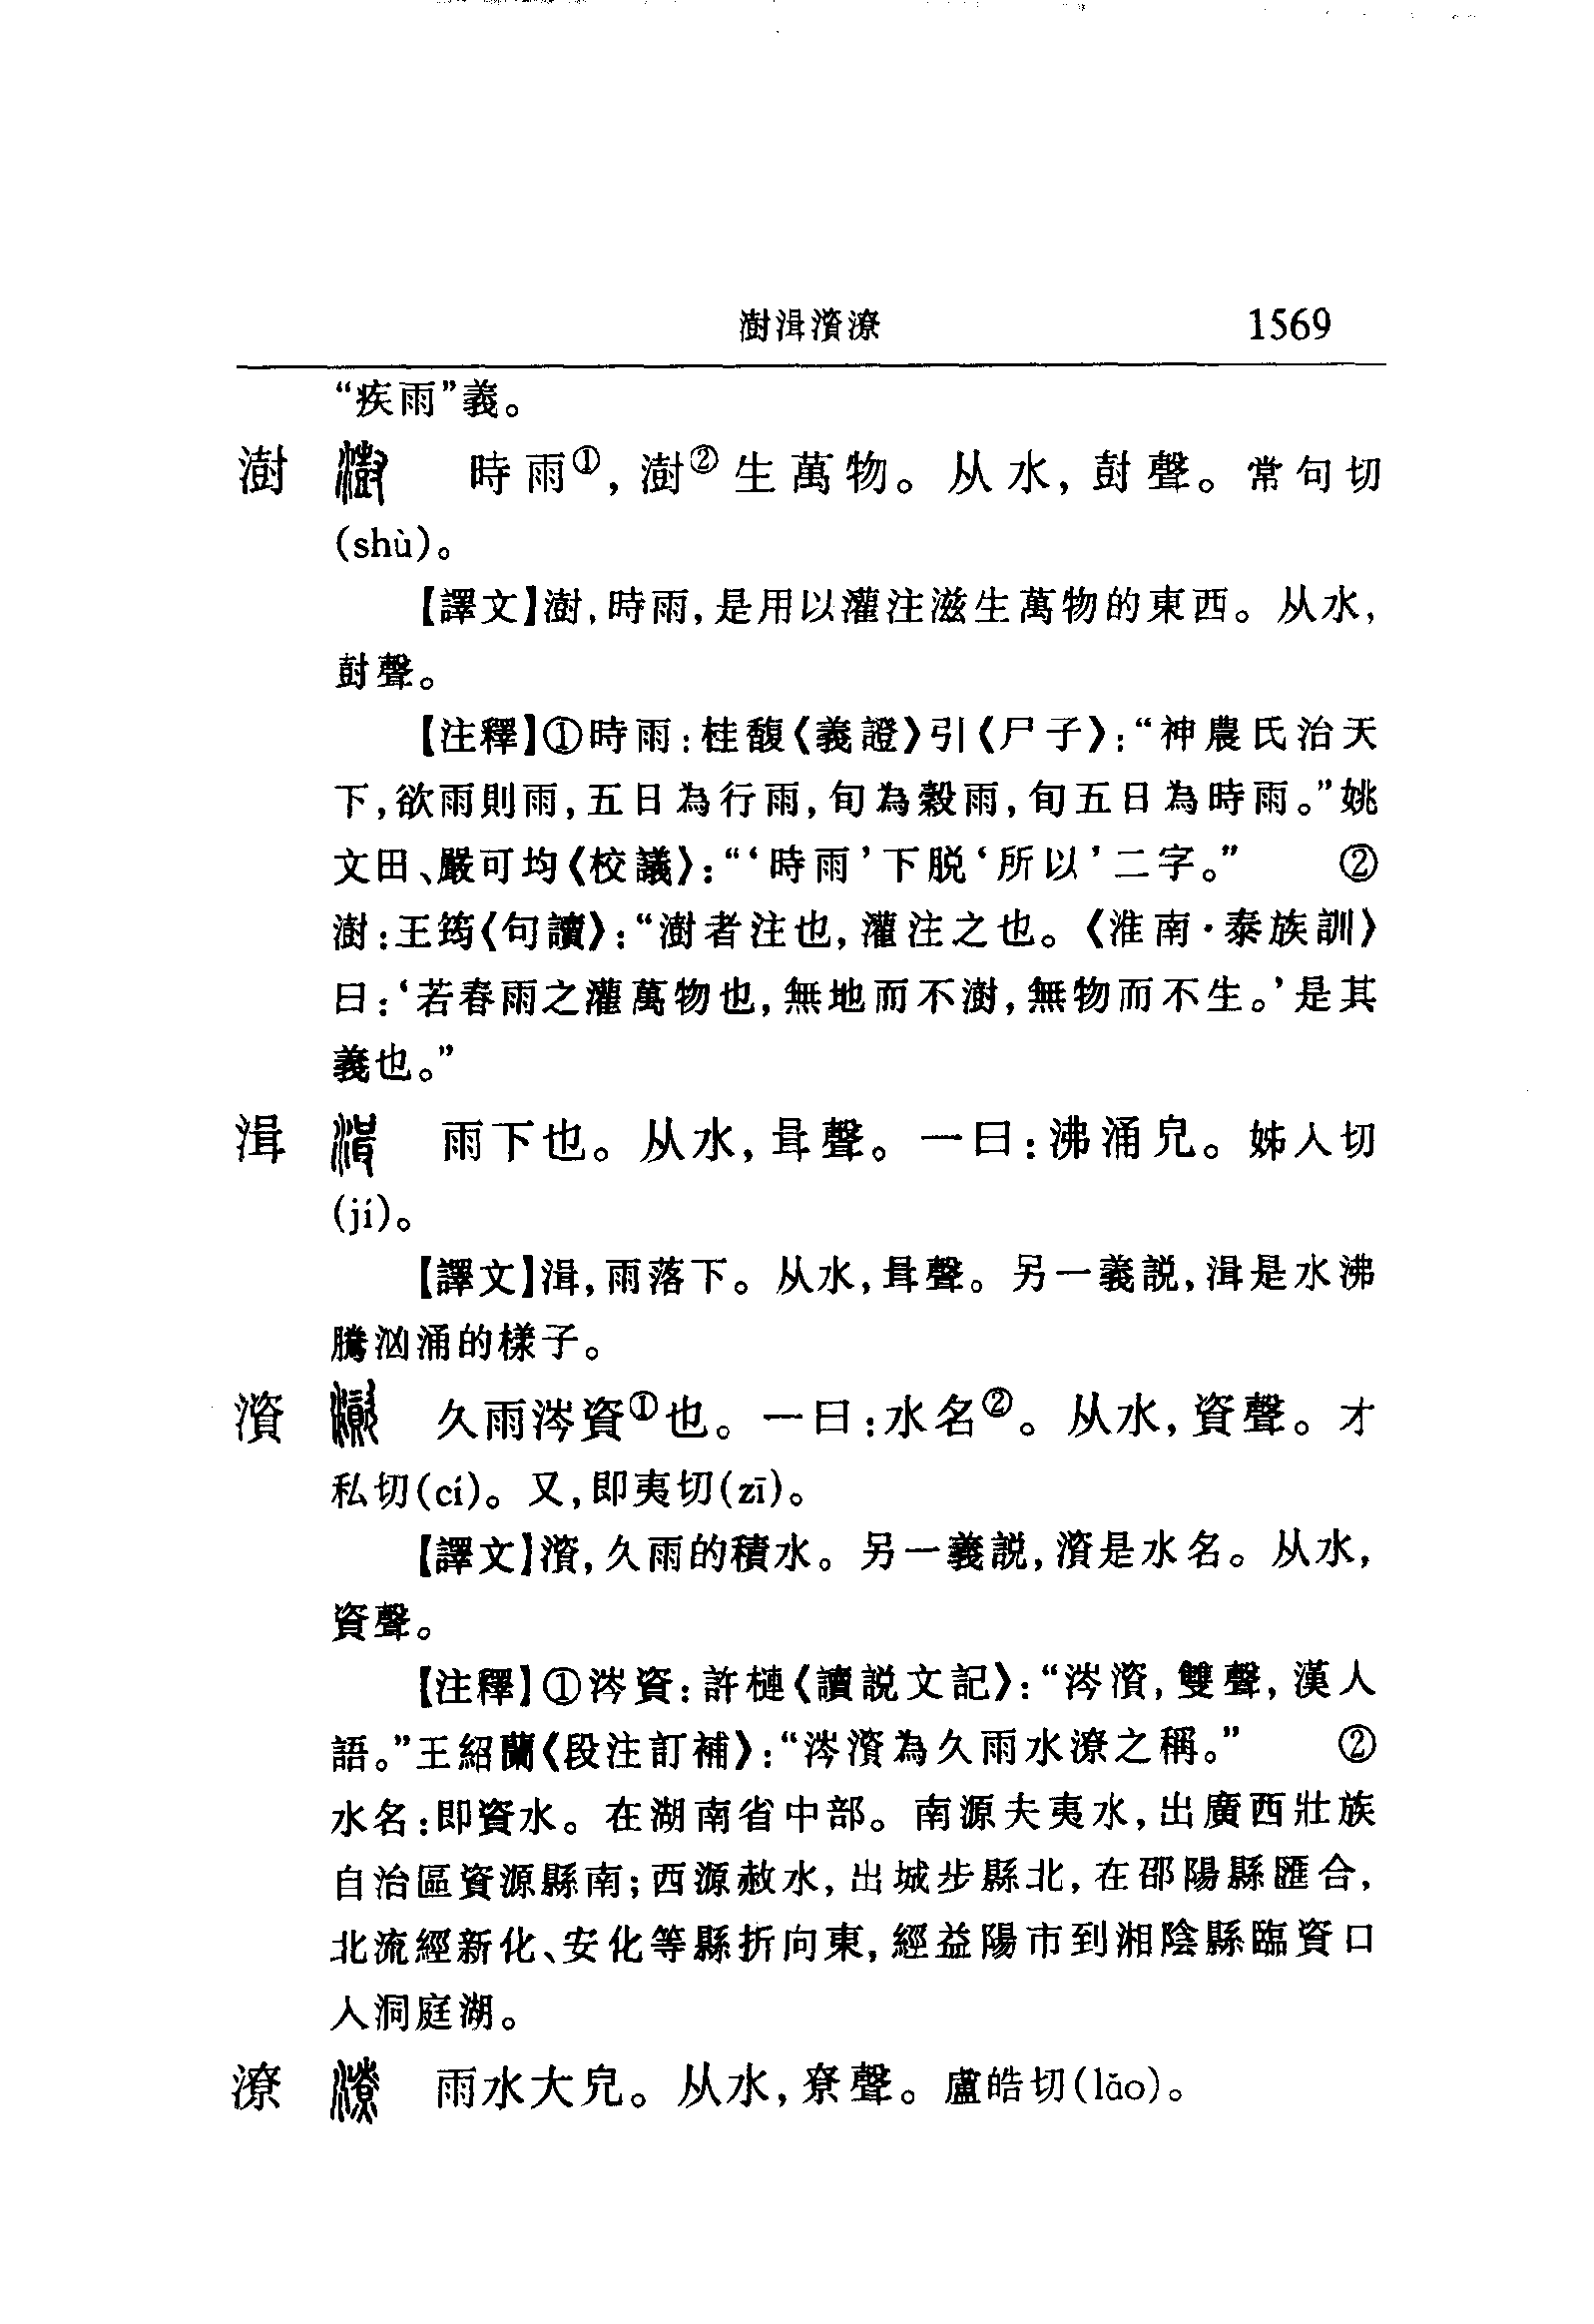 澍湒澬潦 1569
“疾雨”義。
澍 時雨①，澍②生萬物。从水，尌聲。常句切
(shù)。
【譯文】澍，時雨，是用以灌注滋生萬物的東西。从水，
尌聲。
【注釋】①時雨：桂馥《義證》引《尸子》：“神農氏治天
下，欲雨則雨，五日為行雨，旬為穀雨，旬五日為時雨。”姚
文田、嚴可均《校議》：“‘時雨’下脱‘所以’二字。” ②
澍：王筠《句讀》：“澍者注也，灌注之也。《淮南·泰族訓》
曰：‘若春雨之灌萬物也，無地而不澍，無物而不生。’是其
義也。”
湒 雨下也。从水，咠聲。一曰：沸涌皃。姊入切
(jí)。
【譯文】湒，雨落下。从水，咠聲。另一義説，湒是水沸
騰汹涌的樣子。
澬 久雨涔資①也。一曰：水名②。从水，資聲。才
私切(cí)。又，即夷切(zī)。
【譯文】澬，久雨的積水。另一義説，澬是水名。从水，
資聲。
【注釋】①涔資：許槤《讀説文記》：“涔澬，雙聲，漢人
語。”王紹蘭《段注訂補》：“涔澬為久雨水潦之稱。” ②
水名：即資水。在湖南省中部。南源夫夷水，出廣西壯族
自治區資源縣南；西源赦水，出城步縣北，在邵陽縣匯合，
北流經新化、安化等縣折向東，經益陽市到湘陰縣臨資口
入洞庭湖。
潦 雨水大皃。从水，尞聲。盧皓切(lǎo)。